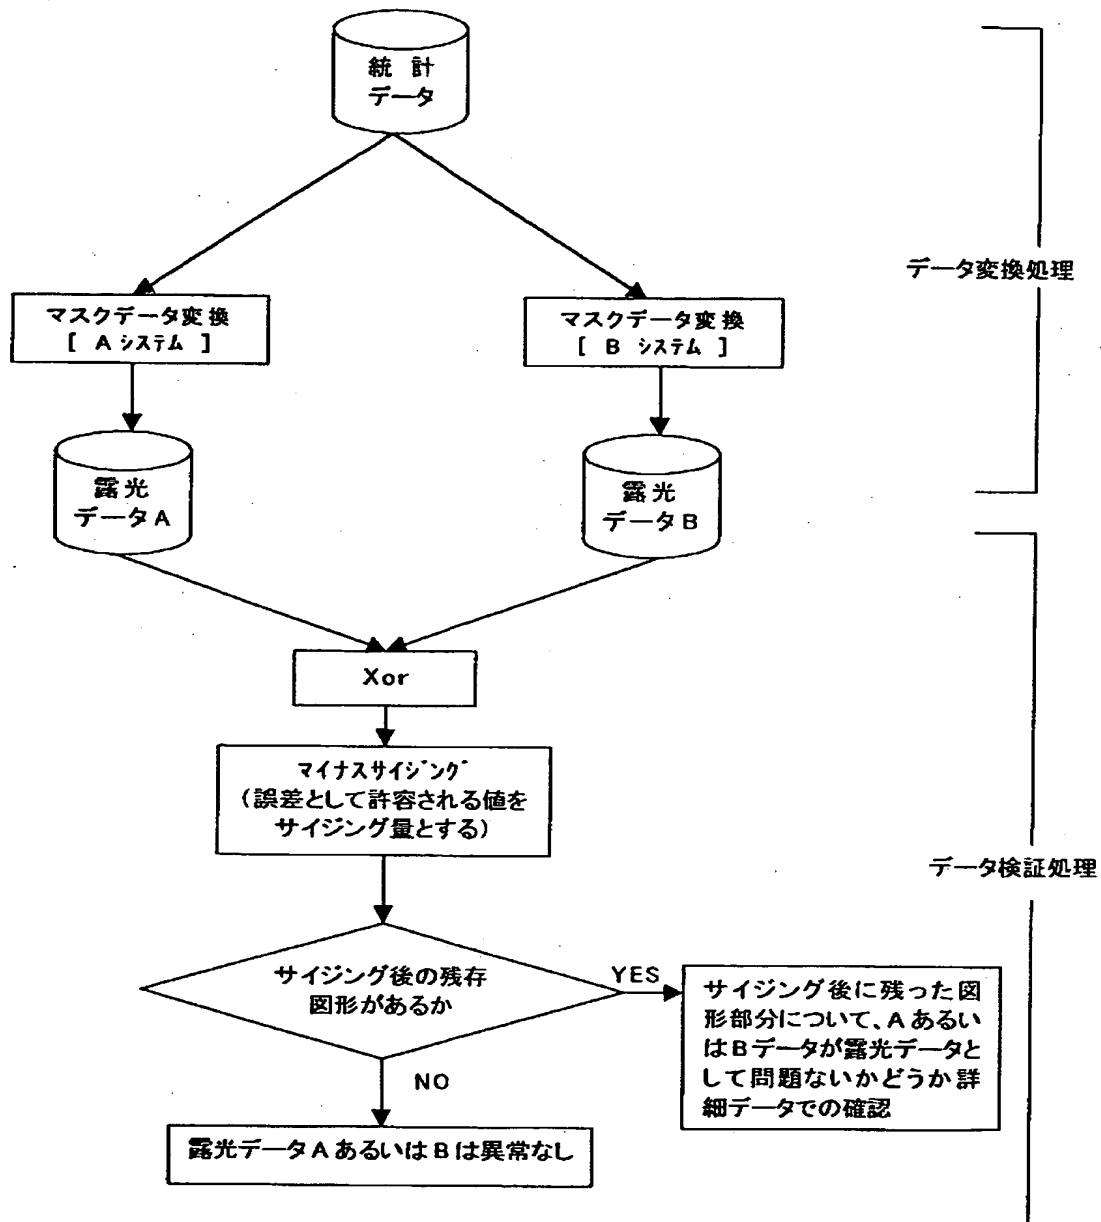 統 計
データ
データ変換処理
マスクデータ変換
[ A システム ]
マスクデータ変換
[ B システム ]
露光
データA
露光
データB
Xor
マイナスサイジング
(誤差として許容される値を
サイジング量とする)
データ検証処理
サイジング後の残存
図形があるか
YES
サイジング後に残った図
形部分について、Aあるい
はBデータが露光データと
して問題ないかどうか詳
細データでの確認
NO
露光データAあるいはBは異常なし